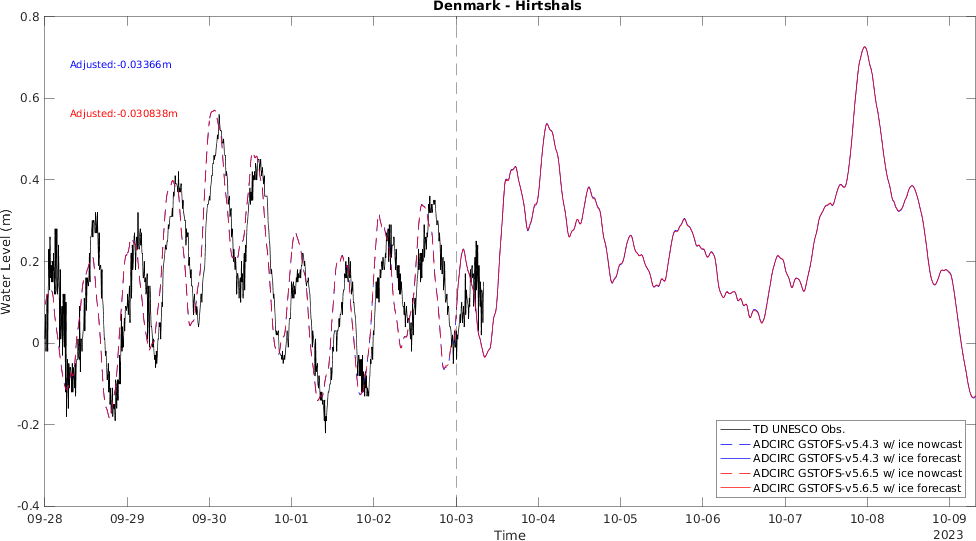 Denmark - Hirtshals
0.8
0.6
0.4
0.2
0
-0.2
-0.4
Water Level (m)
Adjusted:-0.03366m
Adjusted:-0.030838m
TD UNESCO Obs.
ADCIRC GSTOFS-v5.4.3 w/ ice nowcast
ADCIRC GSTOFS-v5.4.3 w/ ice forecast
ADCIRC GSTOFS-v5.6.5 w/ ice nowcast
ADCIRC GSTOFS-v5.6.5 w/ ice forecast
09-28 09-29 09-30 10-01 10-02 10-03 10-04 10-05 10-06 10-07 10-08 10-09
Time
2023